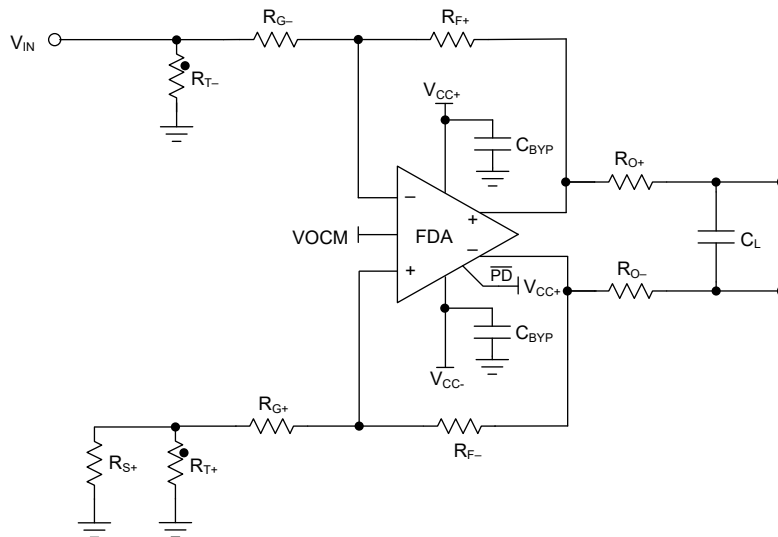 R_G– R_F+
V_IN
R_T–
V_CC+
C_BYP
R_O+
– +
VOCM FDA C_L
–
+ PD V_CC+ R_O–
C_BYP
V_CC-
R_G+
R_F–
R_S+ R_T+